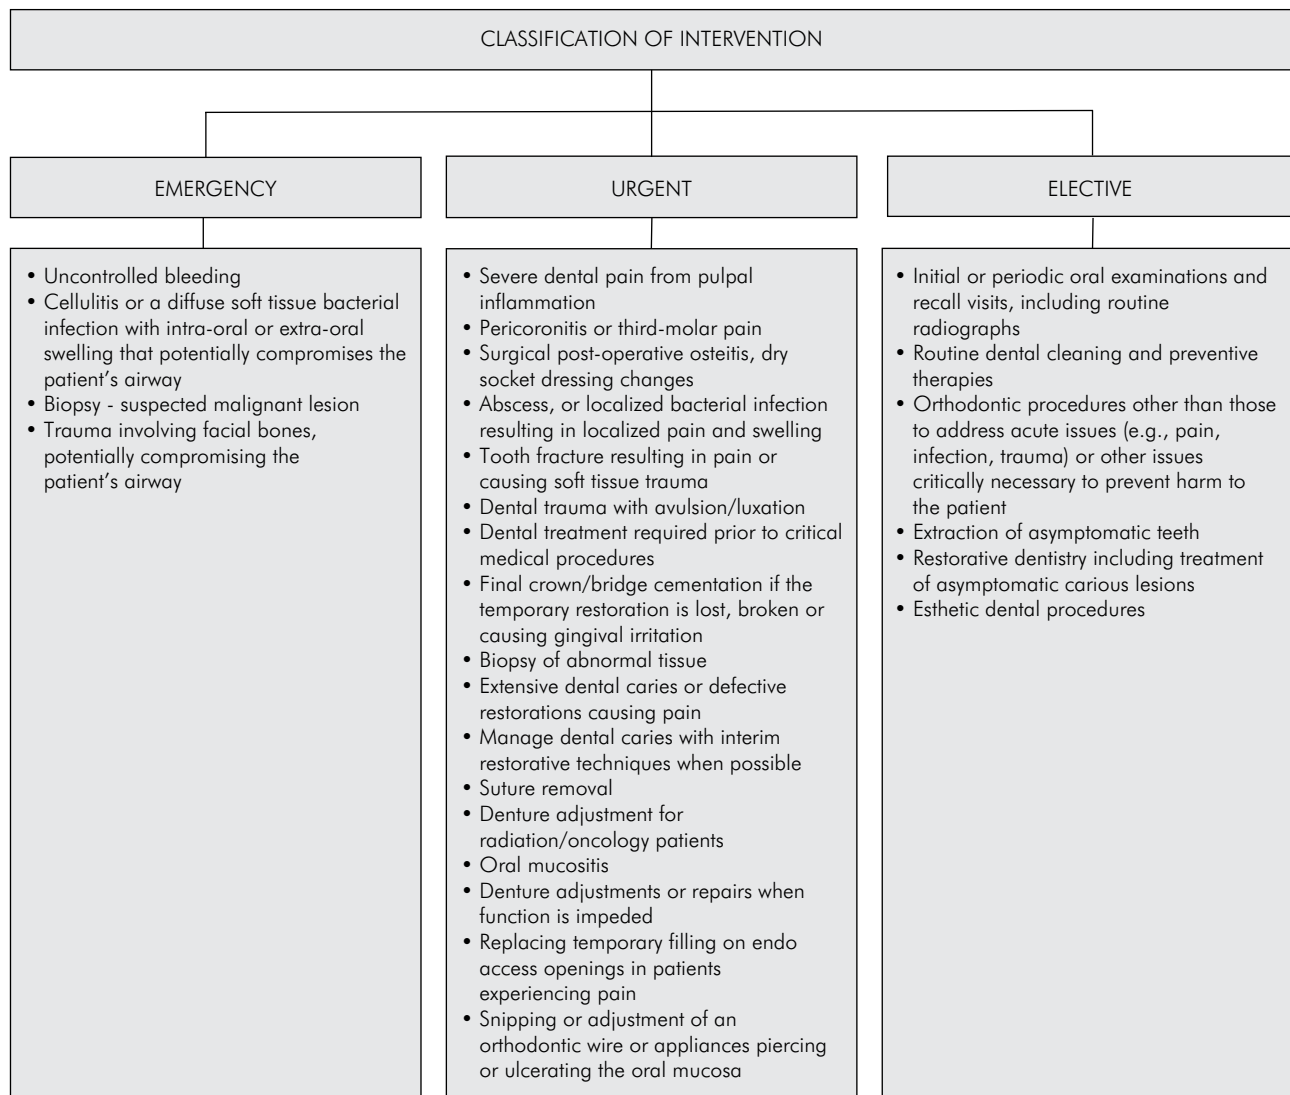 CLASSIFICATION OF INTERVENTION
EMERGENCY
• Uncontrolled bleeding
• Cellulitis or a diffuse soft tissue bacterial
infection with intra-oral or extra-oral
swelling that potentially compromises the
patient's airway
• Biopsy - suspected malignant lesion
• Trauma involving facial bones,
potentially compromising the
patient's airway
URGENT
• Severe dental pain from pulpal
inflammation
• Pericoronitis or third-molar pain
• Surgical post-operative osteitis, dry
socket dressing changes
• Abscess, or localized bacterial infection
resulting in localized pain and swelling
• Tooth fracture resulting in pain or
causing soft tissue trauma
• Dental trauma with avulsion/luxation
• Dental treatment required prior to critical
medical procedures
• Final crown/bridge cementation if the
temporary restoration is lost, broken or
causing gingival irritation
• Biopsy of abnormal tissue
• Extensive dental caries or defective
restorations causing pain
• Manage dental caries with interim
restorative techniques when possible
• Suture removal
• Denture adjustment for
radiation/oncology patients
• Oral mucositis
• Denture adjustments or repairs when
function is impeded
• Replacing temporary filling on endo
access openings in patients
experiencing pain
• Snipping or adjustment of an
orthodontic wire or appliances piercing
or ulcerating the oral mucosa
ELECTIVE
• Initial or periodic oral examinations and
recall visits, including routine
radiographs
• Routine dental cleaning and preventive
therapies
• Orthodontic procedures other than those
to address acute issues (e.g., pain,
infection, trauma) or other issues
critically necessary to prevent harm to
the patient
• Extraction of asymptomatic teeth
• Restorative dentistry including treatment
of asymptomatic carious lesions
• Esthetic dental procedures